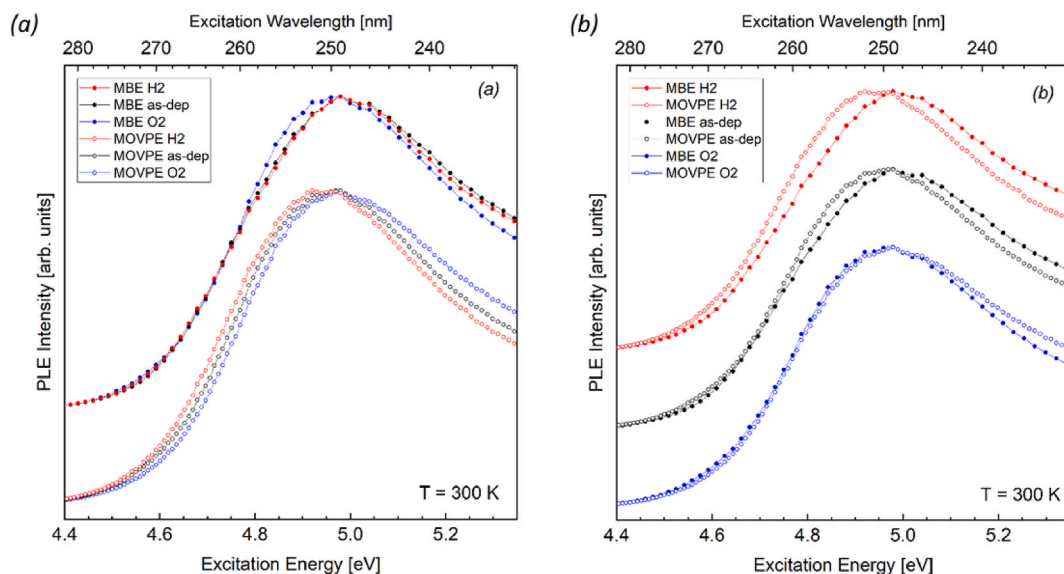 (a)
Excitation Wavelength [nm]
280 270 260 250 240
MBE H2
MBE as-dep
MBE O2
MOVPE H2
MOVPE as-dep
MOVPE O2
(a)
PLE Intensity [arb. units]
T = 300 K
4.4 4.6 4.8 5.0 5.2
Excitation Energy [eV]
(b)
Excitation Wavelength [nm]
280 270 260 250 240
MBE H2
MOVPE H2
MBE as-dep
MOVPE as-dep
MBE O2
MOVPE O2
(b)
PLE Intensity [arb. units]
T = 300 K
4.4 4.6 4.8 5.0 5.2
Excitation Energy [eV]